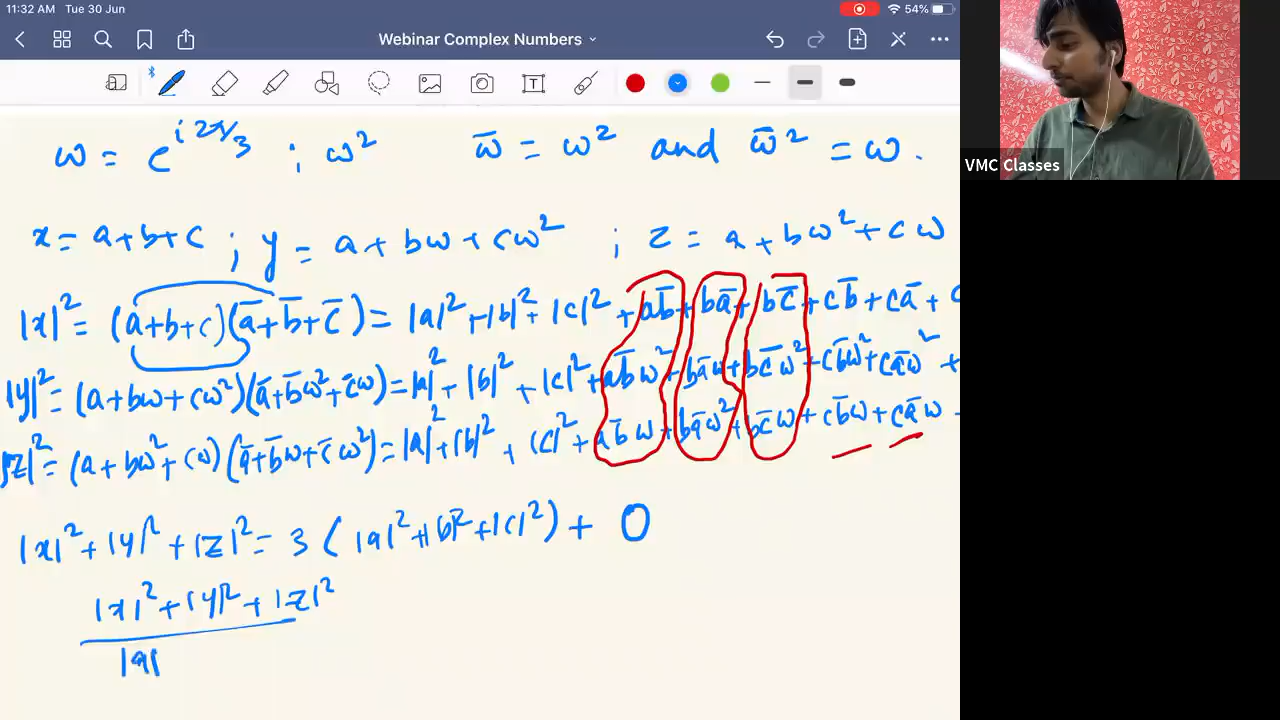 11:32 AM Tue 30 Jun
54%
Webinar Complex Numbers
T
VMC Classes
ω = e^{i2π/3} ; ω² ω̄ = ω² and ω̄² = ω.
x = a+b+c ; y = a + bω + cω² ; z = a + bω² + cω
|x|² = (a+b+c)(ā+b̄+c̄) = |a|² + |b|² + |c|² + ab̄ + bā + bc̄ + cb̄ + cā +
|y|² = (a+bω+cω²)(ā+b̄ω²+c̄ω) = |a|² + |b|² + |c|² + ab̄ω² + bāω + bc̄ω² + cb̄ω² + cāω² +
|z|² = (a+bω²+cω)(ā+b̄ω+c̄ω²) = |a|² + |b|² + |c|² + ab̄ω + bāω² + bc̄ω + cb̄ω + cāω
|x|² + |y|² + |z|² = 3(|a|² + |b|² + |c|²) + 0
|x|² + |y|² + |z|²
|a|